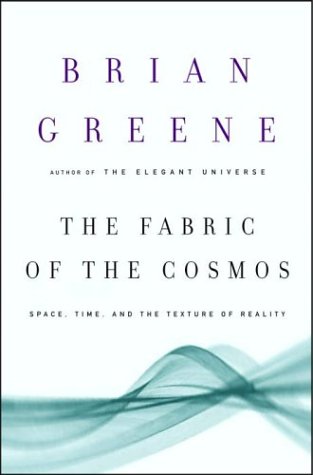 BRIAN
GREENE
AUTHOR OF THE ELEGANT UNIVERSE
THE FABRIC
OF THE COSMOS
SPACE, TIME, AND THE TEXTURE OF REALITY